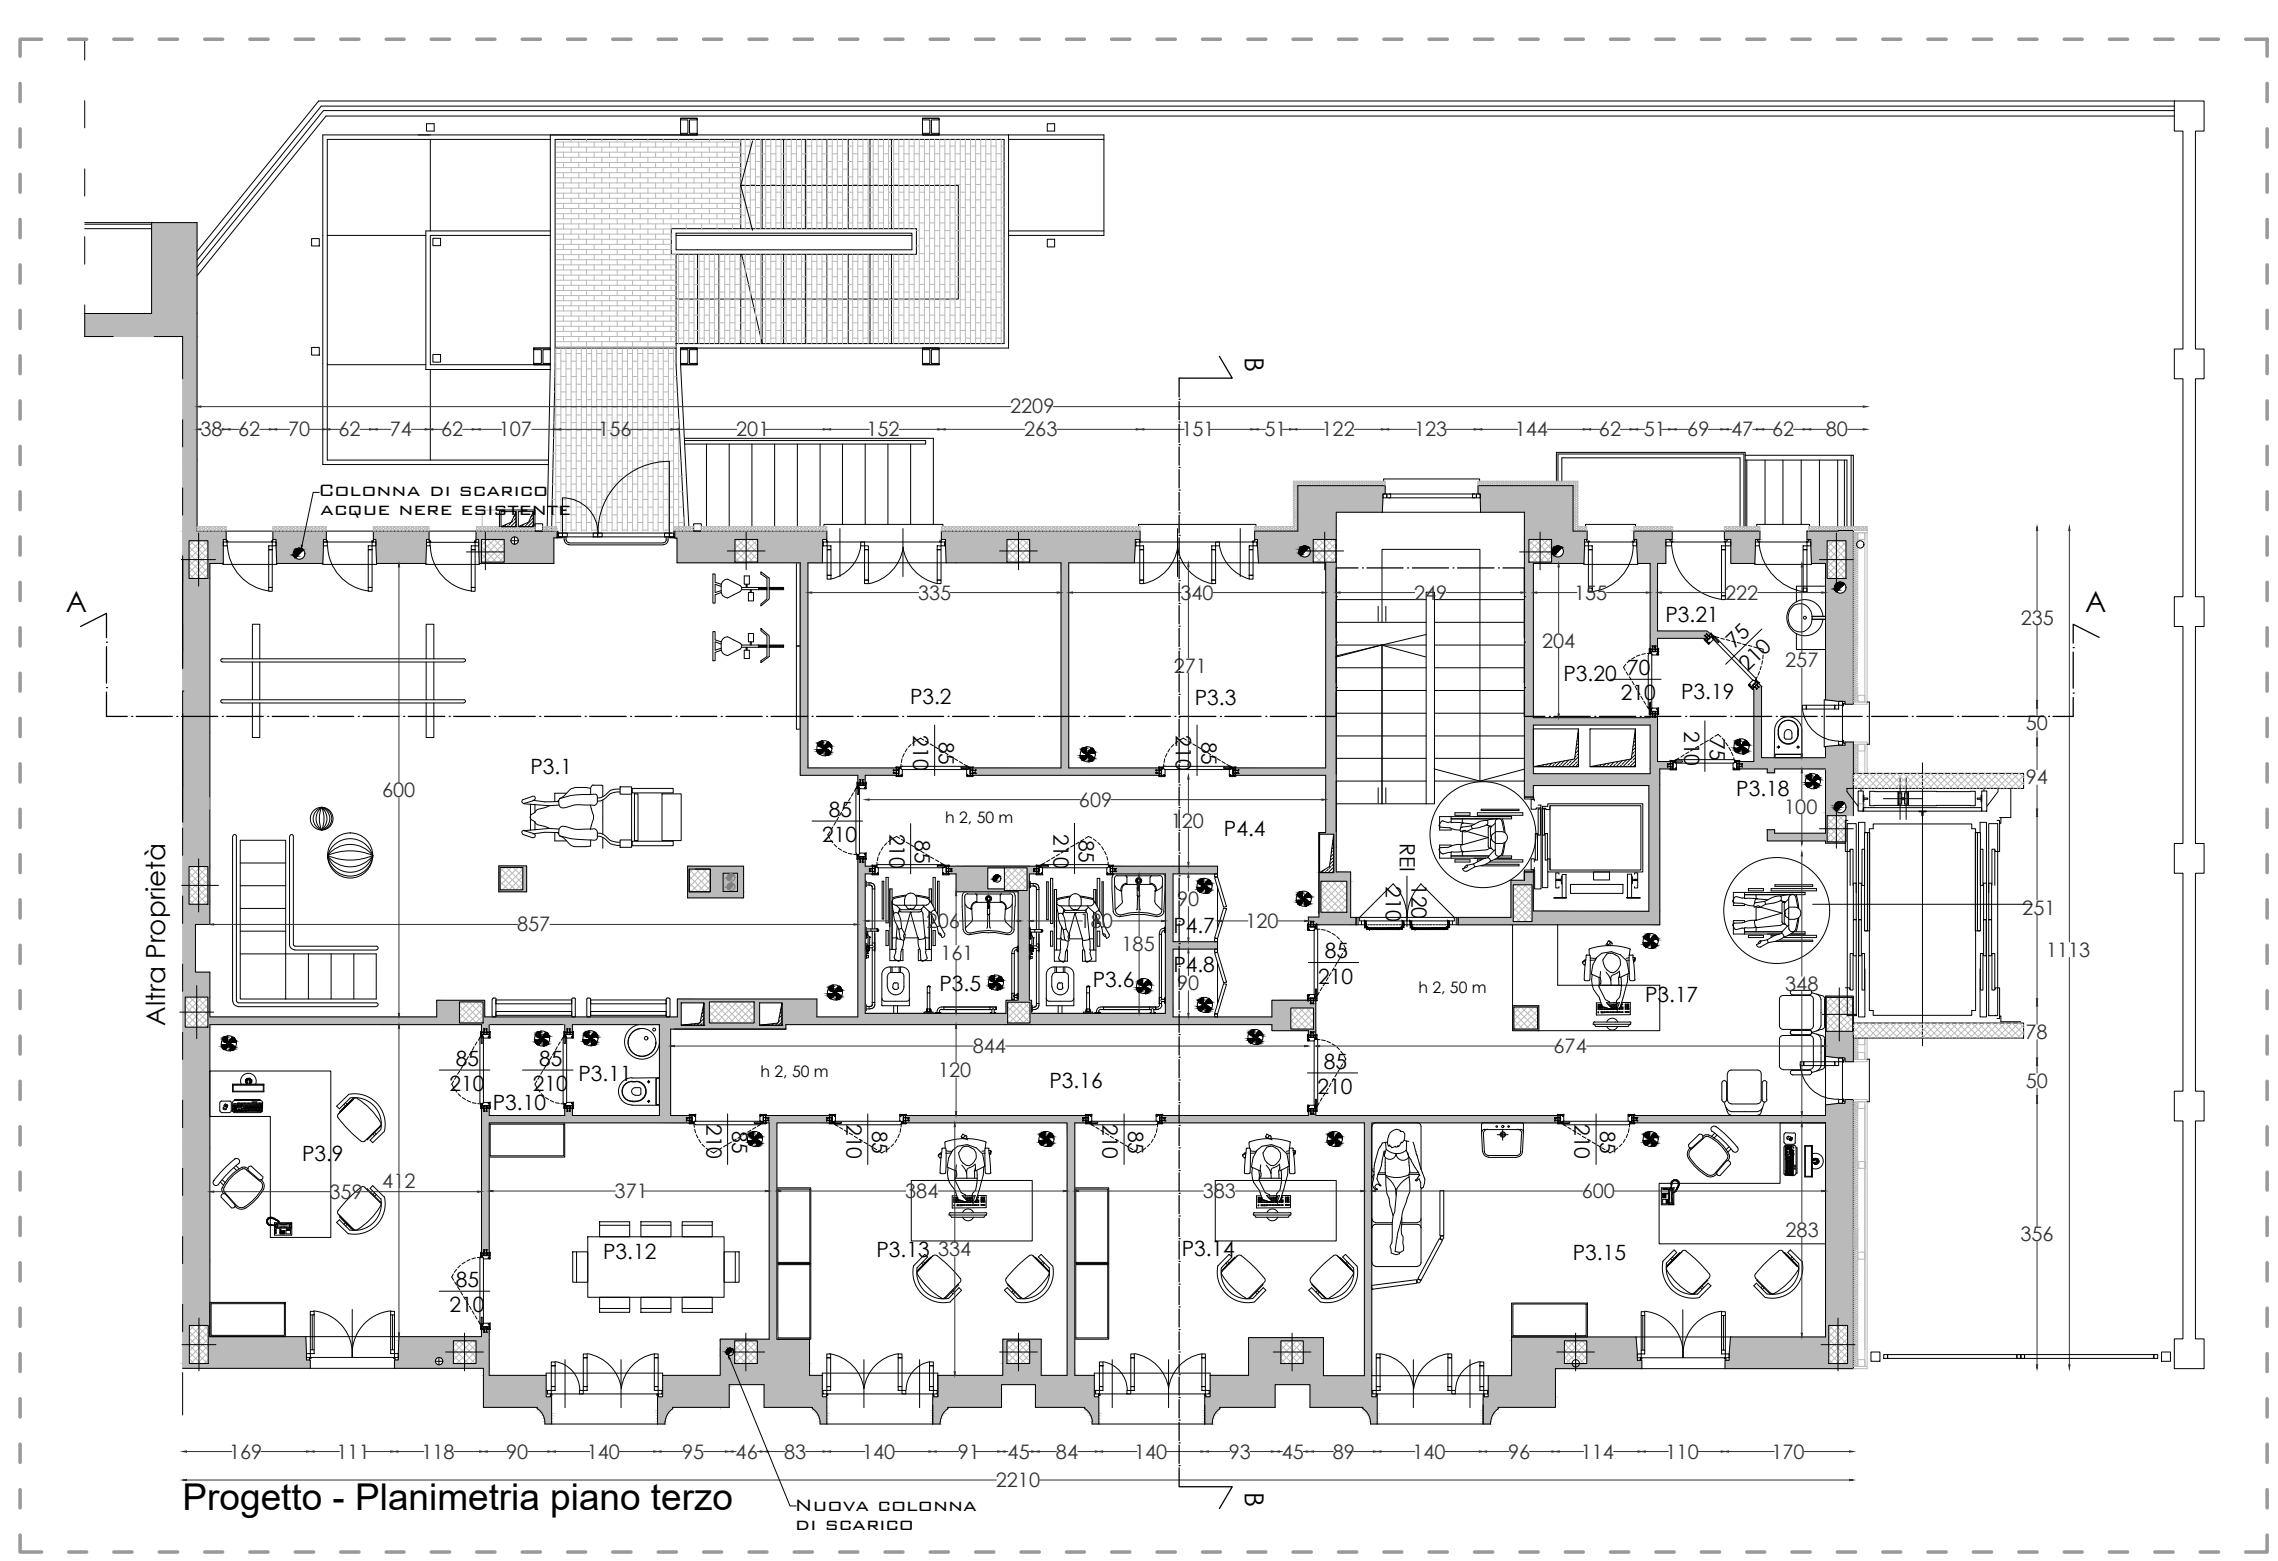 B
2209
38 62 70 62 74 62 107 156 201 152 263 151 51 122 123 144 62 51 69 47 62 80
COLONNA DI SCARICO
ACQUE NERE ESISTENTE
A
A
335
340
249
155
222
P3.21
235
204
75
210
257
271
P3.20
70
210
P3.19
P3.2
P3.3
50
210
85
210
85
210
75
P3.1
94
600
P3.18
100
609
85
210
h 2, 50 m
120
P4.4
210
85
210
85
REI
210
120
Altra Proprietà
857
206
161
180
185
90
P4.7
120
251
1113
85
210
P4.8
90
P3.5
P3.6
h 2, 50 m
P3.17
348
78
844
674
85
210
85
210
P3.11
h 2, 50 m
120
P3.16
85
210
50
P3.10
210
85
210
85
210
85
210
85
P3.9
359
412
371
384
383
600
P3.12
P3.13
334
P3.14
P3.15
283
356
85
210
169 111 118 90 140 95 46 83 140 91 45 84 140 93 45 89 140 96 114 110 170
2210
Progetto - Planimetria piano terzo
B
NUOVA COLONNA
DI SCARICO